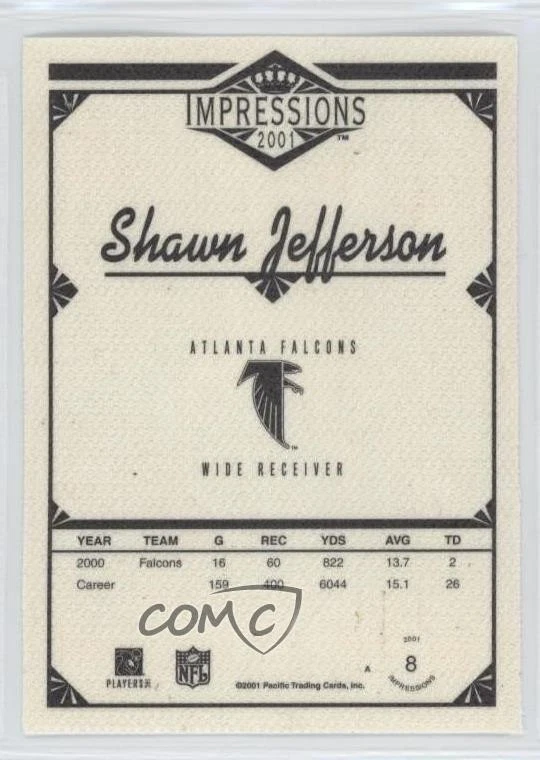 IMPRESSIONS
2001 ™
Shawn Jefferson
ATLANTA FALCONS
™
WIDE RECEIVER
YEAR TEAM G REC YDS AVG TD
2000 Falcons 16 60 822 13.7 2
Career 159 400 6044 15.1 26
COMC
PLAYERS INC
NFL
©2001 Pacific Trading Cards, Inc.
A
2001
8
IMPRESSIONS